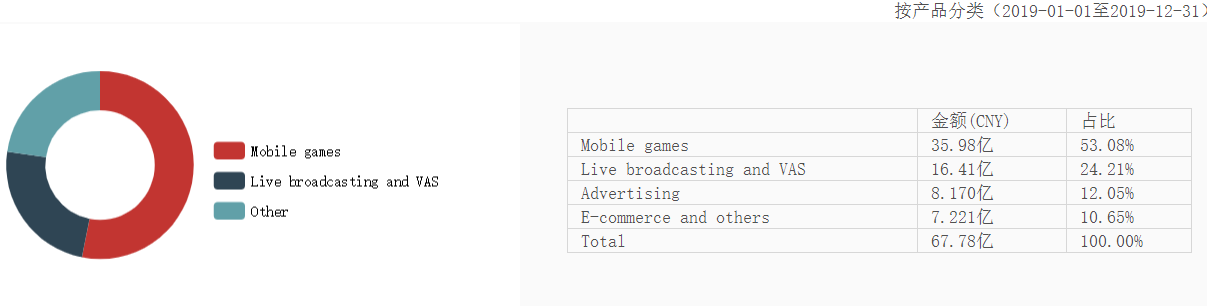 按产品分类（2019-01-01至2019-12-31）
Mobile games
Live broadcasting and VAS
Other
金额(CNY) 占比
Mobile games 35.98亿 53.08%
Live broadcasting and VAS 16.41亿 24.21%
Advertising 8.170亿 12.05%
E-commerce and others 7.221亿 10.65%
Total 67.78亿 100.00%